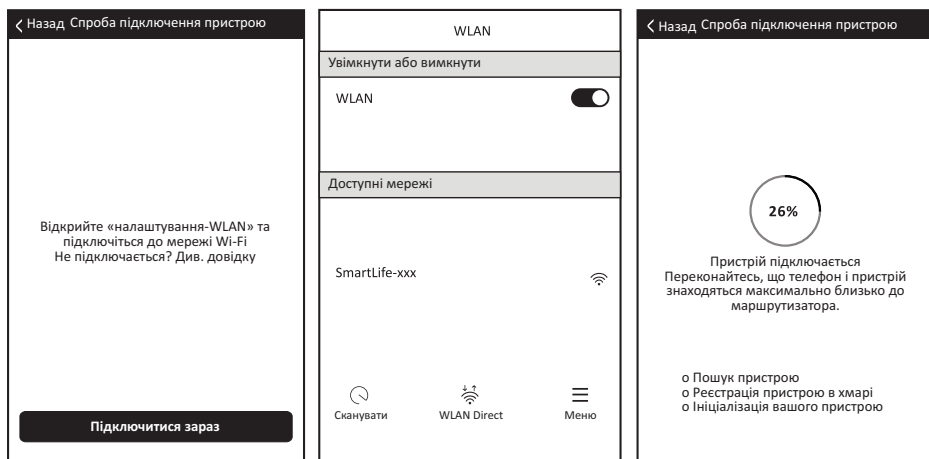 Назад Спроба підключення пристрою
Відкрийте «налаштування-WLAN» та
підключіться до мережі Wi-Fi
Не підключається? Див. довідку
Підключитися зараз
WLAN
Увімкнути або вимкнути
WLAN
Доступні мережі
SmartLife-xxx
Сканувати
WLAN Direct
Меню
Назад Спроба підключення пристрою
26%
Пристрій підключається
Переконайтесь, що телефон і пристрій
знаходяться максимально близько до
маршрутизатора.
о Пошук пристрою
о Реєстрація пристрою в хмарі
о Ініціалізація вашого пристрою